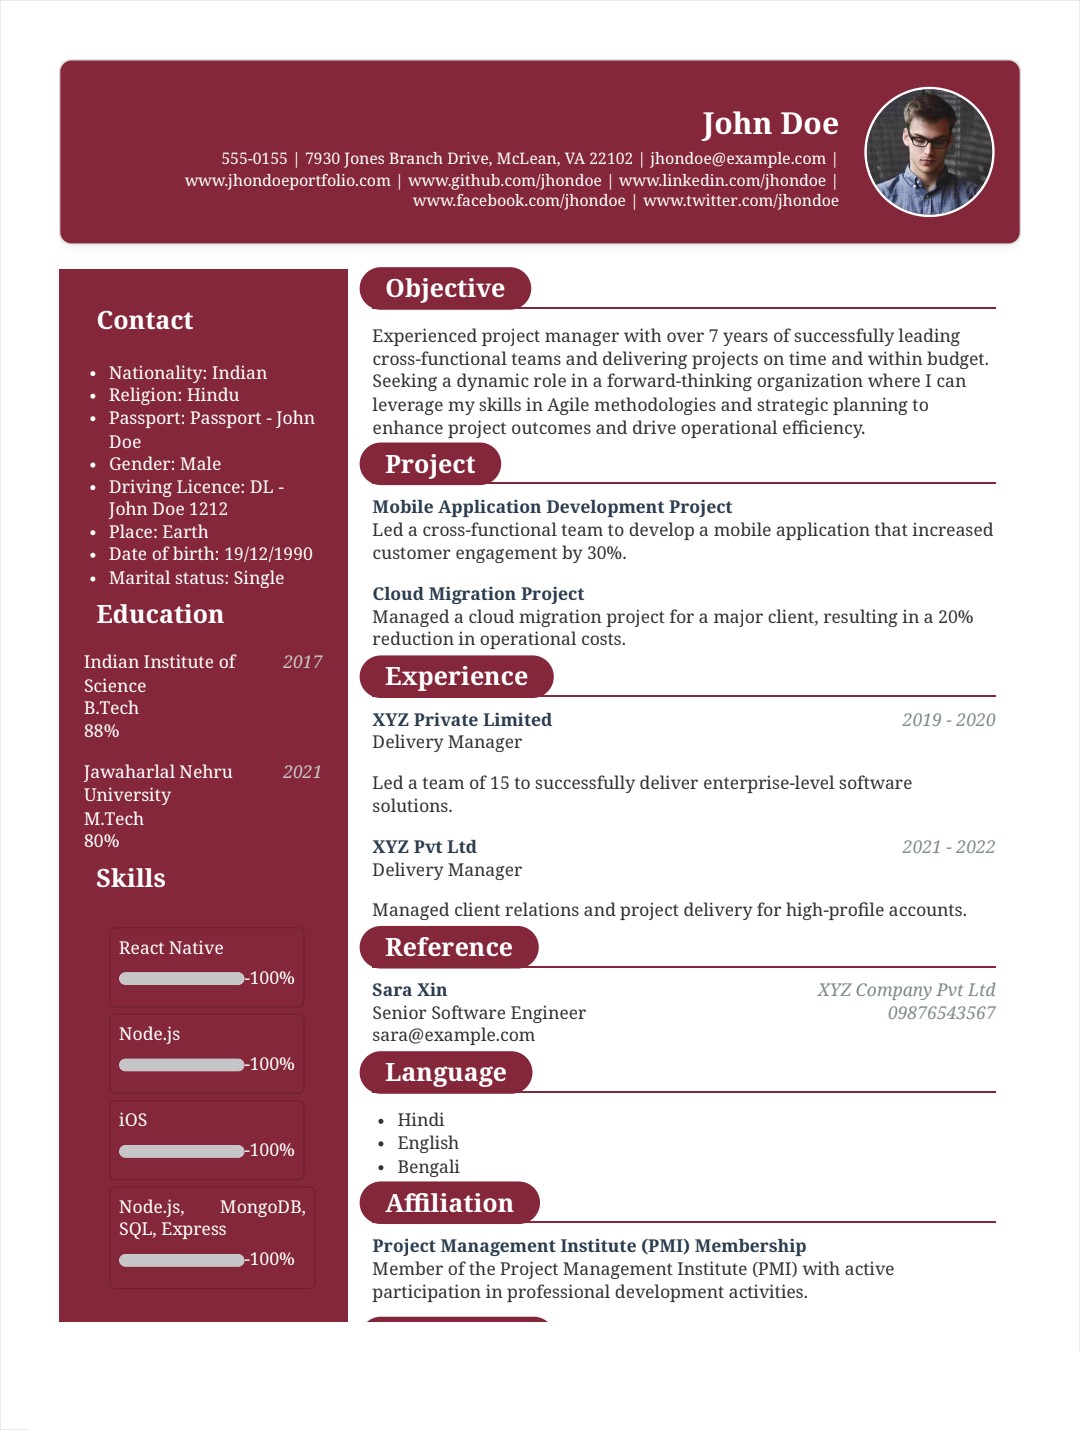 John Doe
555-0155 | 7930 Jones Branch Drive, McLean, VA 22102 | jhondoe@example.com |
www.jhondoeportfolio.com | www.github.com/jhondoe | www.linkedin.com/jhondoe |
www.facebook.com/jhondoe | www.twitter.com/jhondoe
Contact
• Nationality: Indian
• Religion: Hindu
• Passport: Passport - John
Doe
• Gender: Male
• Driving Licence: DL -
John Doe 1212
• Place: Earth
• Date of birth: 19/12/1990
• Marital status: Single
Education
Indian Institute of 2017
Science
B.Tech
88%
Jawaharlal Nehru 2021
University
M.Tech
80%
Skills
React Native
-100%
Node.js
-100%
iOS
-100%
Node.js, MongoDB,
SQL, Express
-100%
Objective
Experienced project manager with over 7 years of successfully leading
cross-functional teams and delivering projects on time and within budget.
Seeking a dynamic role in a forward-thinking organization where I can
leverage my skills in Agile methodologies and strategic planning to
enhance project outcomes and drive operational efficiency.
Project
Mobile Application Development Project
Led a cross-functional team to develop a mobile application that increased
customer engagement by 30%.
Cloud Migration Project
Managed a cloud migration project for a major client, resulting in a 20%
reduction in operational costs.
Experience
XYZ Private Limited 2019 - 2020
Delivery Manager
Led a team of 15 to successfully deliver enterprise-level software
solutions.
XYZ Pvt Ltd 2021 - 2022
Delivery Manager
Managed client relations and project delivery for high-profile accounts.
Reference
Sara Xin XYZ Company Pvt Ltd
Senior Software Engineer 09876543567
sara@example.com
Language
• Hindi
• English
• Bengali
Affiliation
Project Management Institute (PMI) Membership
Member of the Project Management Institute (PMI) with active
participation in professional development activities.